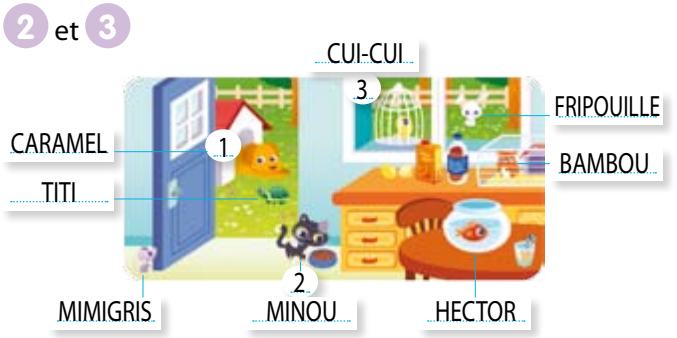 2 et 3
CUI-CUI
3
FRIPOUILLE
CARAMEL
1
BAMBOU
TITI
2
MIMIGRIS
MINOU
HECTOR